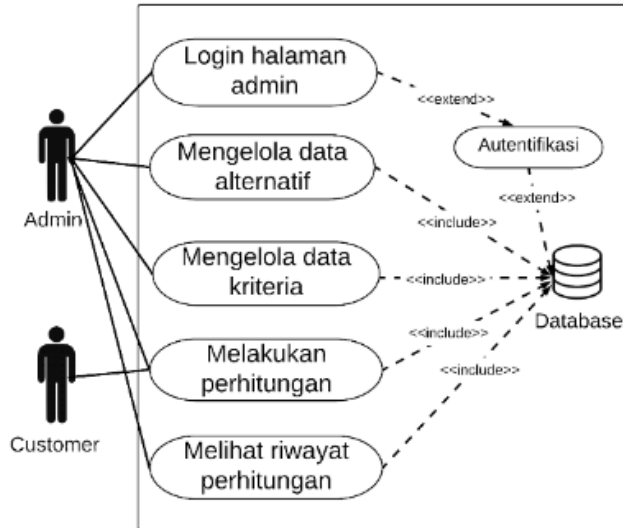 Login halaman
admin
<<extend>>
Autentifikasi
Mengelola data
alternatif
<<extend>>
<<include>>
Admin
Mengelola data
kriteria
<<include>>
Database
<<include>>
Melakukan
perhitungan
<<include>>
Customer
Melihat riwayat
perhitungan